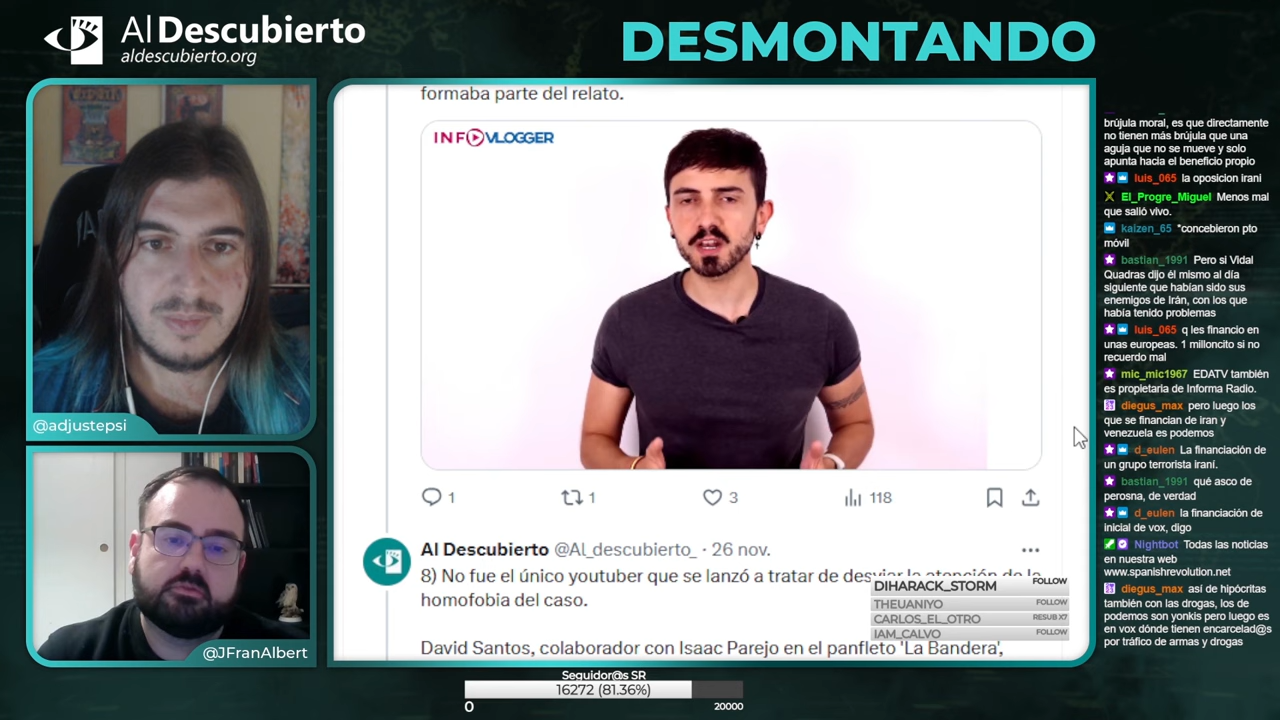 Al Descubierto
aldescubierto.org
DESMONTANDO
@adjustepsi
@JFranAlbert
formaba parte del relato.
INFOVLOGGER
1
1
3
118
Al Descubierto @Al_descubierto_ · 26 nov.
8) No fue el único youtuber que se lanzó a tratar de desviar la atención de la
homofobia del caso.
David Santos, colaborador con Isaac Parejo en el panfleto 'La Bandera',
DIHARACK_STORM FOLLOW
THEUANIYO FOLLOW
CARLOS_EL_OTRO RESUB X7
IAM_CALVO FOLLOW
brújula moral, es que directamente
no tienen más brújula que una
aguja que no se mueve y solo
apunta hacia el beneficio propio
luis_065 la oposicion irani
El_Progre_Miguel Menos mal
que salió vivo.
kaizen_65 *concebieron pto
móvil
bastian_1991 Pero si Vidal
Quadras dijo él mismo al día
siguiente que habían sido sus
enemigos de Irán, con los que
había tenido problemas
luis_065 q les financio en
unas europeas. 1 milloncito si no
recuerdo mal
mic_mic1967 EDATV también
es propietaria de Informa Radio.
diegus_max pero luego los
que se financian de iran y
venezuela es podemos
d_eulen La financiación de
un grupo terrorista iraní.
bastian_1991 qué asco de
perosna, de verdad
d_eulen la financiación de
inicial de vox, digo
Nightbot Todas las noticias
en nuestra web
www.spanishrevolution.net
diegus_max así de hipócritas
también con las drogas, los de
podemos son yonkis pero luego es
en vox dónde tienen encarcelad@s
por tráfico de armas y drogas
Seguidor@s SR
16272 (81.36%)
0
20000